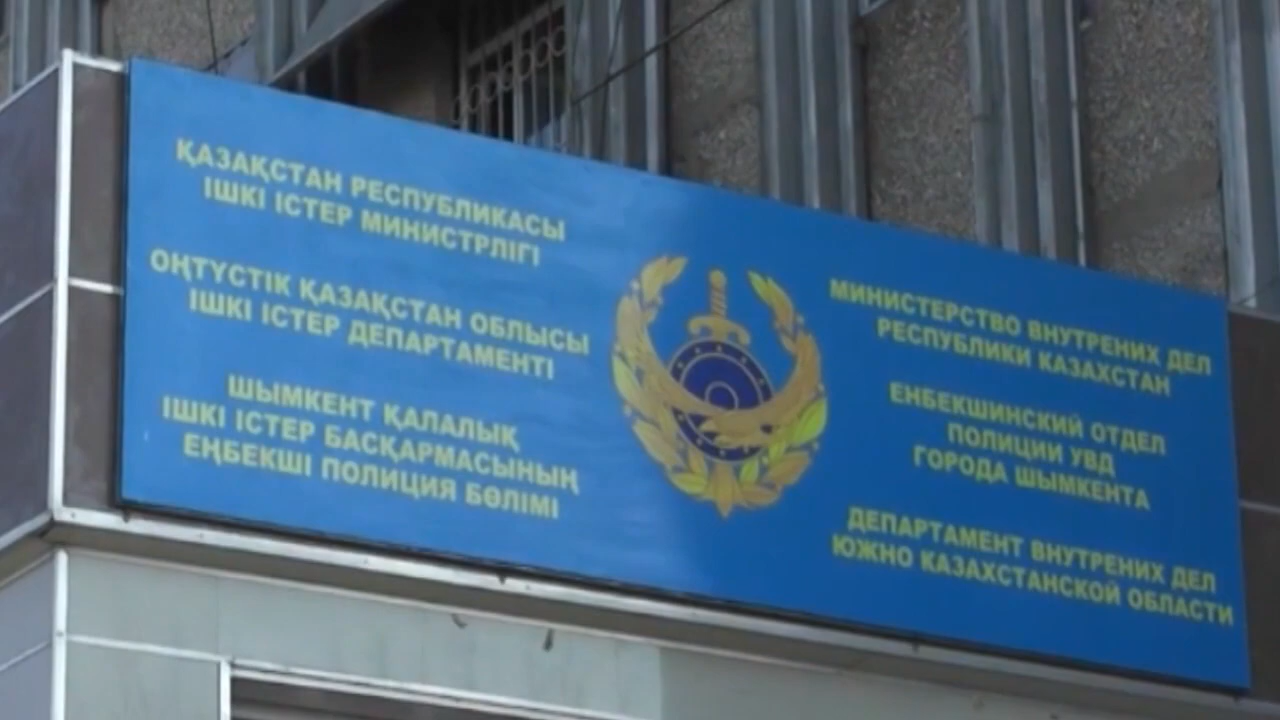 ҚАЗАҚСТАН РЕСПУБЛИКАСЫ
ІШКІ ІСТЕР МИНИСТРЛІГІ
ОҢТҮСТІК ҚАЗАҚСТАН ОБЛЫСЫ
ІШКІ ІСТЕР ДЕПАРТАМЕНТІ
ШЫМКЕНТ ҚАЛАЛЫҚ
ІШКІ ІСТЕР БАСҚАРМАСЫНЫҢ
ЕҢБЕКШІ ПОЛИЦИЯ БӨЛІМІ
МИНИСТЕРСТВО ВНУТРЕНИХ ДЕЛ
РЕСПУБЛИКИ КАЗАХСТАН
ЕНБЕКШИНСКИЙ ОТДЕЛ
ПОЛИЦИИ УВД
ГОРОДА ШЫМКЕНТА
ДЕПАРТАМЕНТ ВНУТРЕНИХ ДЕЛ
ЮЖНО КАЗАХСТАНСКОЙ ОБЛАСТИ